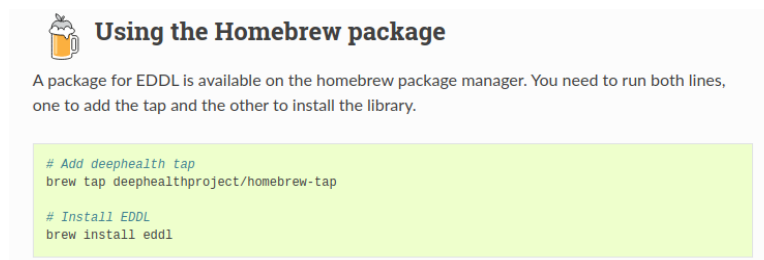 Using the Homebrew package
A package for EDDL is available on the homebrew package manager. You need to run both lines,
one to add the tap and the other to install the library.
# Add deephealth tap
brew tap deephealthproject/homebrew-tap
# Install EDDL
brew install eddl